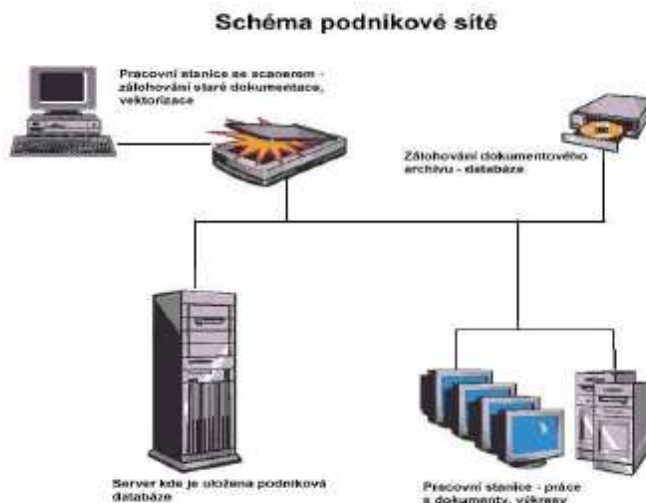 Schéma podnikové sítě
Pracovní stanice se scanerem -
zálohování staré dokumentace,
vektorizace
Zálohování dokumentového
archivu - databáze
Server kde je uložena podniková
databáze
Pracovní stanice - práce
s dokumenty, výkresy